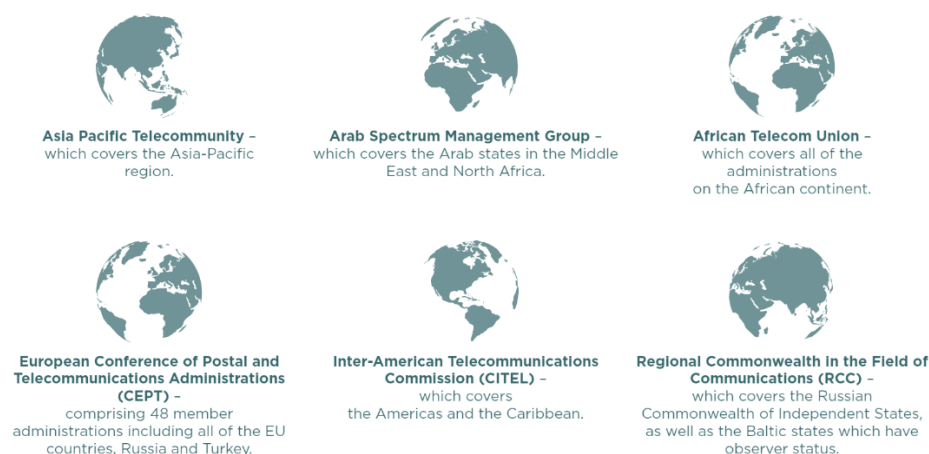 Asia Pacific Telecommunity –
which covers the Asia-Pacific
region.
Arab Spectrum Management Group –
which covers the Arab states in the Middle
East and North Africa.
African Telecom Union –
which covers all of the
administrations
on the African continent.
European Conference of Postal and
Telecommunications Administrations
(CEPT) –
comprising 48 member
administrations including all of the EU
countries, Russia and Turkey.
Inter-American Telecommunications
Commission (CITEL) –
which covers
the Americas and the Caribbean.
Regional Commonwealth in the Field of
Communications (RCC) –
which covers the Russian
Commonwealth of Independent States,
as well as the Baltic states which have
observer status.